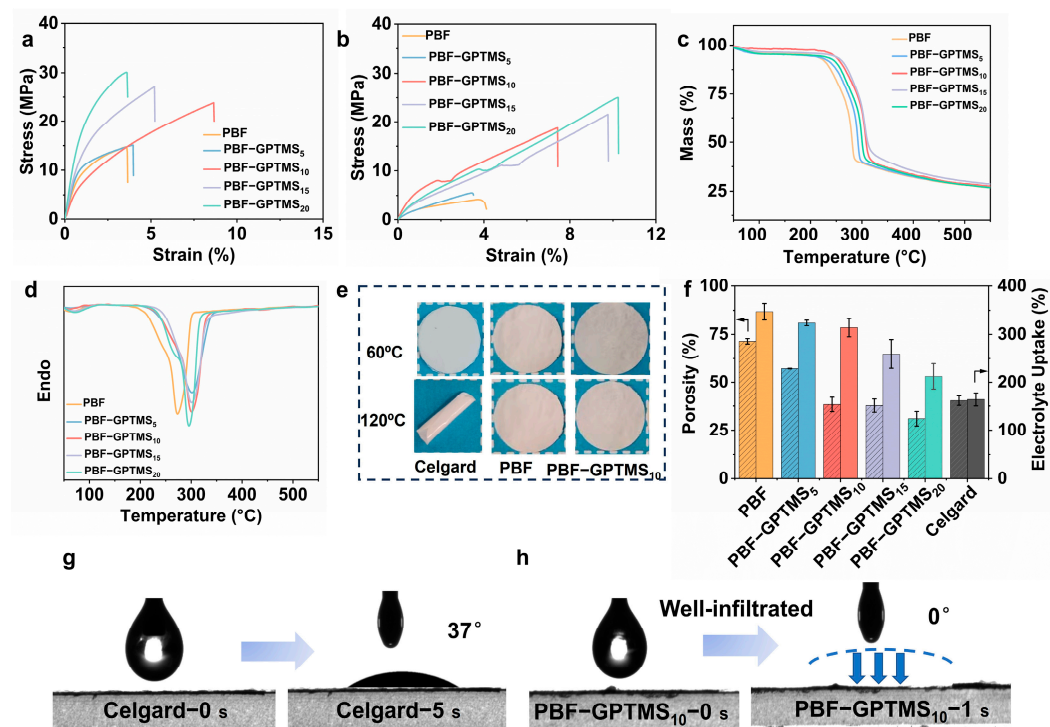 a
40
30
20
10
0
Stress (MPa)
0
5
10
15
Strain (%)
PBF
PBF−GPTMS₅
PBF−GPTMS₁₀
PBF−GPTMS₁₅
PBF−GPTMS₂₀
b
40
30
20
10
0
Stress (MPa)
0
4
8
12
Strain (%)
PBF
PBF−GPTMS₅
PBF−GPTMS₁₀
PBF−GPTMS₁₅
PBF−GPTMS₂₀
c
100
75
50
25
Mass (%)
100
200
300
400
500
Temperature (°C)
PBF
PBF−GPTMS₅
PBF−GPTMS₁₀
PBF−GPTMS₁₅
PBF−GPTMS₂₀
d
Endo
100
200
300
400
500
Temperature (°C)
PBF
PBF−GPTMS₅
PBF−GPTMS₁₀
PBF−GPTMS₁₅
PBF−GPTMS₂₀
e
60ºC
120ºC
Celgard
PBF
PBF−GPTMS₁₀
f
100
75
50
25
0
Porosity (%)
400
300
200
100
0
Electrolyte Uptake (%)
PBF
PBF−GPTMS₅
PBF−GPTMS₁₀
PBF−GPTMS₁₅
PBF−GPTMS₂₀
Celgard
g
37°
Celgard−0 s
Celgard−5 s
h
Well-infiltrated
0°
PBF−GPTMS₁₀−0 s
PBF−GPTMS₁₀−1 s